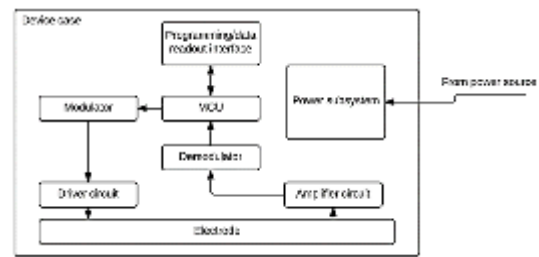 Device case
Programming/data
readout interface
From power source
Power subsystem
Modulator
MCU
Demodulator
Driver circuit
Amplifier circuit
Electrode